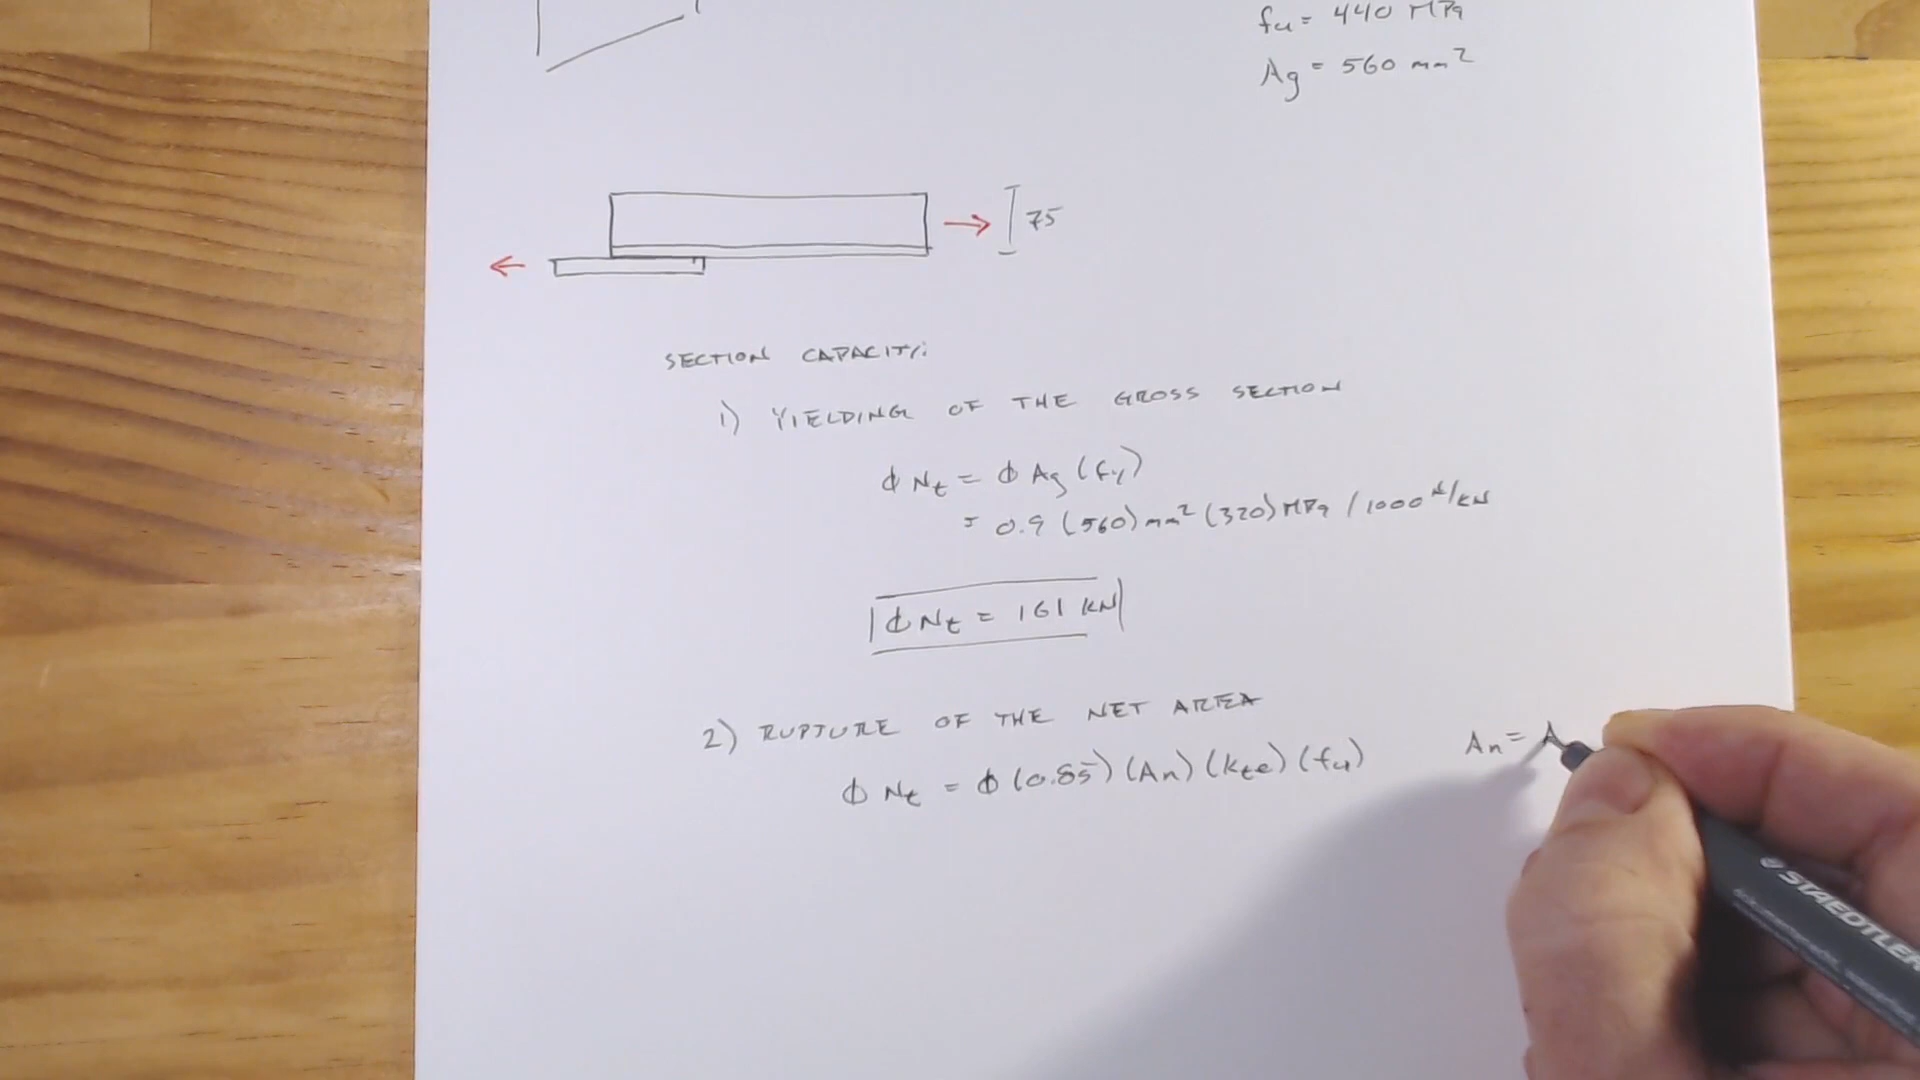 fu = 440 MPa
Ag = 560 mm²
75
SECTION CAPACITY:
1) YIELDING OF THE GROSS SECTION
ϕ Nt = ϕ Ag (fy)
= 0.9 (560) mm² (320) MPa / 1000 N/kN
ϕ Nt = 161 kN
2) RUPTURE OF THE NET AREA
ϕ Nt = ϕ (0.85) (An) (kte) (fu)
An = A
STAEDTLER